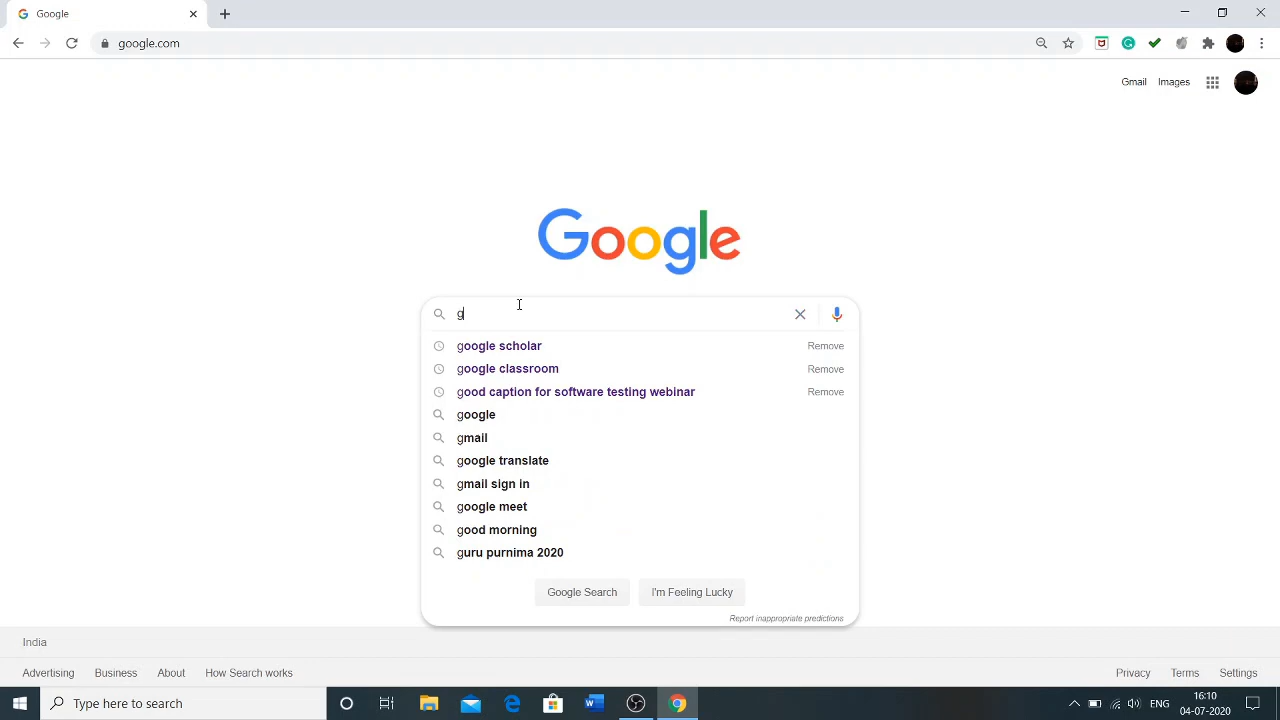 Google
google.com
Gmail Images
Google
g
google scholar Remove
google classroom Remove
good caption for software testing webinar Remove
google
gmail
google translate
gmail sign in
google meet
good morning
guru purnima 2020
Google Search I'm Feeling Lucky
Report inappropriate predictions
India
Advertising Business About How Search works Privacy Terms Settings
Type here to search ENG 16:10
04-07-2020